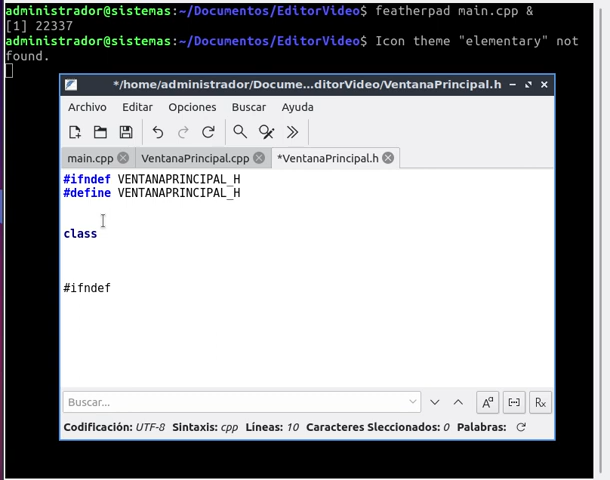 administrador@sistemas:~/Documentos/EditorVideo$ featherpad main.cpp &
[1] 22337
administrador@sistemas:~/Documentos/EditorVideo$ Icon theme "elementary" not
found.
*/home/administrador/Docume...ditorVideo/VentanaPrincipal.h
Archivo Editar Opciones Buscar Ayuda
main.cpp VentanaPrincipal.cpp *VentanaPrincipal.h
#ifndef VENTANAPRINCIPAL_H
#define VENTANAPRINCIPAL_H
class
#ifndef
Buscar...
Codificación: UTF-8 Sintaxis: cpp Líneas: 10 Caracteres Sleccionados: 0 Palabras: